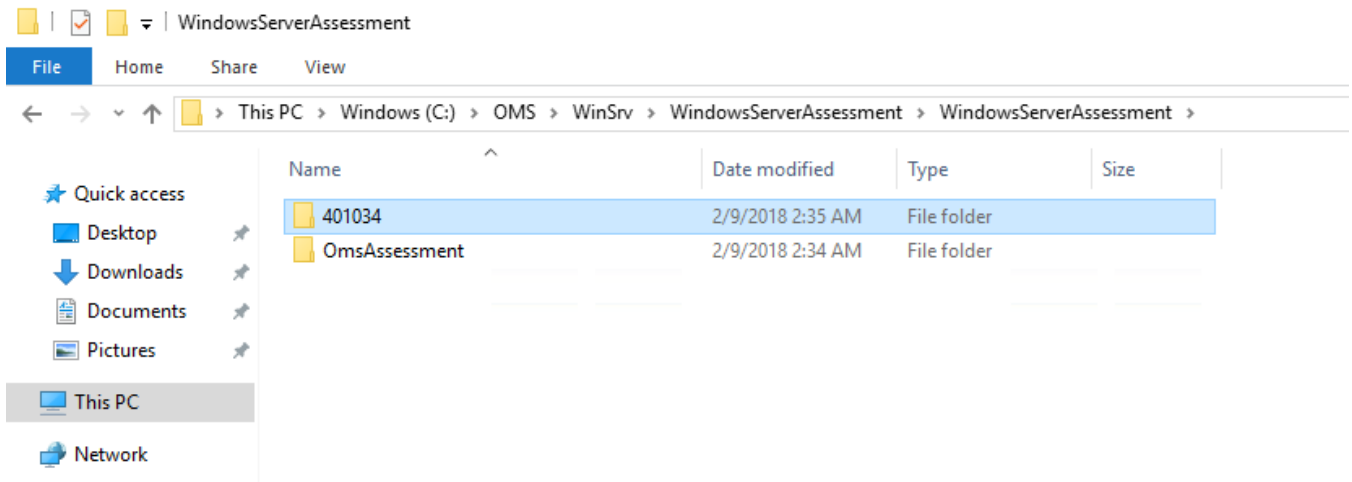 WindowsServerAssessment
File Home Share View
This PC > Windows (C:) > OMS > WinSrv > WindowsServerAssessment > WindowsServerAssessment >
Name Date modified Type Size
Quick access
Desktop
Downloads
Documents
Pictures
This PC
Network
401034 2/9/2018 2:35 AM File folder
OmsAssessment 2/9/2018 2:34 AM File folder